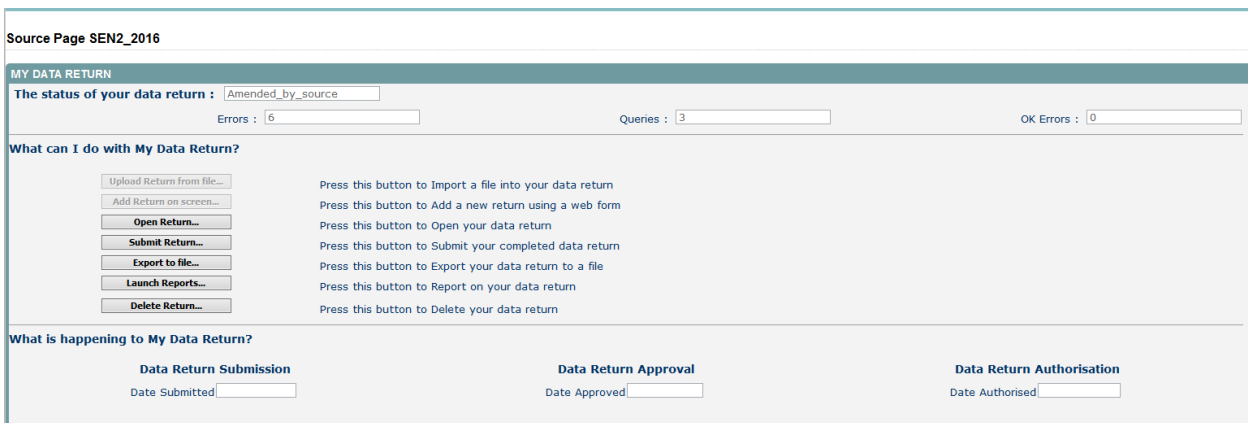 Source Page SEN2_2016
MY DATA RETURN
The status of your data return : Amended_by_source
Errors : 6 Queries : 3 OK Errors : 0
What can I do with My Data Return?
Upload Return from file... Press this button to Import a file into your data return
Add Return on screen... Press this button to Add a new return using a web form
Open Return... Press this button to Open your data return
Submit Return... Press this button to Submit your completed data return
Export to file... Press this button to Export your data return to a file
Launch Reports... Press this button to Report on your data return
Delete Return... Press this button to Delete your data return
What is happening to My Data Return?
Data Return Submission Data Return Approval Data Return Authorisation
Date Submitted Date Approved Date Authorised